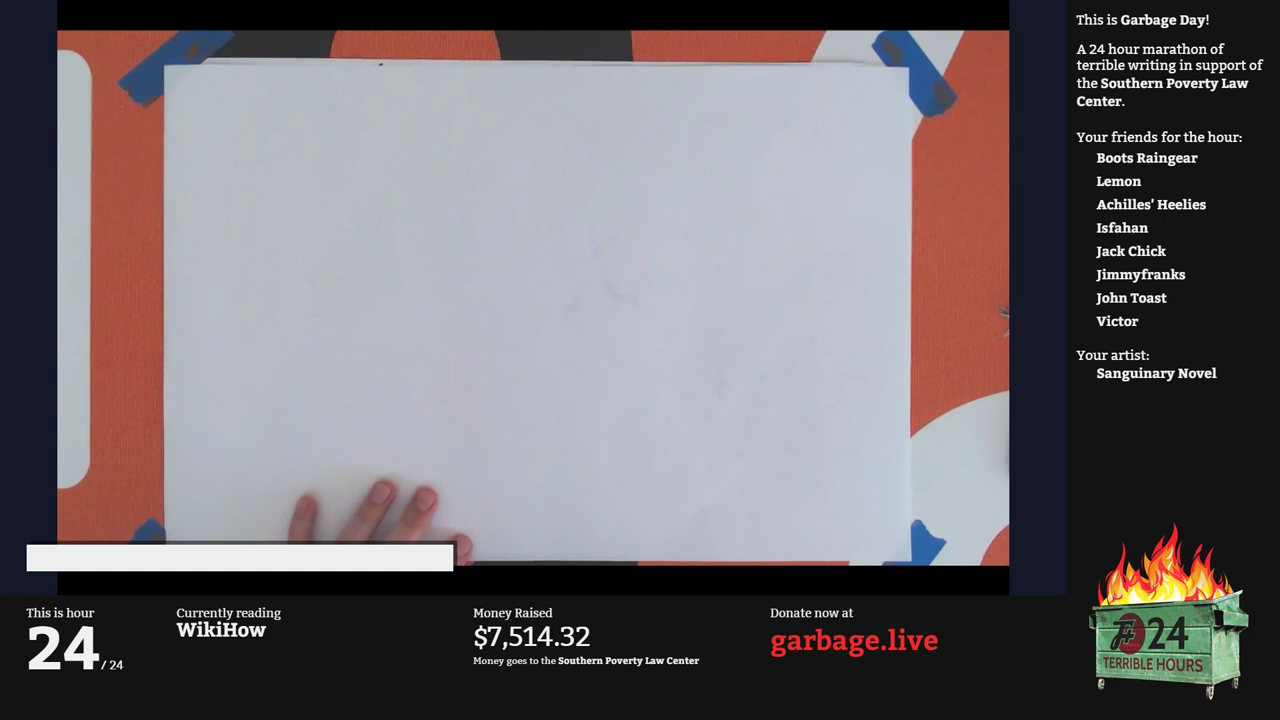 This is Garbage Day!
A 24 hour marathon of
terrible writing in support of
the Southern Poverty Law
Center.
Your friends for the hour:
Boots Raingear
Lemon
Achilles' Heelies
Isfahan
Jack Chick
Jimmyfranks
John Toast
Victor
Your artist:
Sanguinary Novel
This is hour
24 / 24
Currently reading
WikiHow
Money Raised
$7,514.32
Money goes to the Southern Poverty Law Center
Donate now at
garbage.live
24
TERRIBLE HOURS